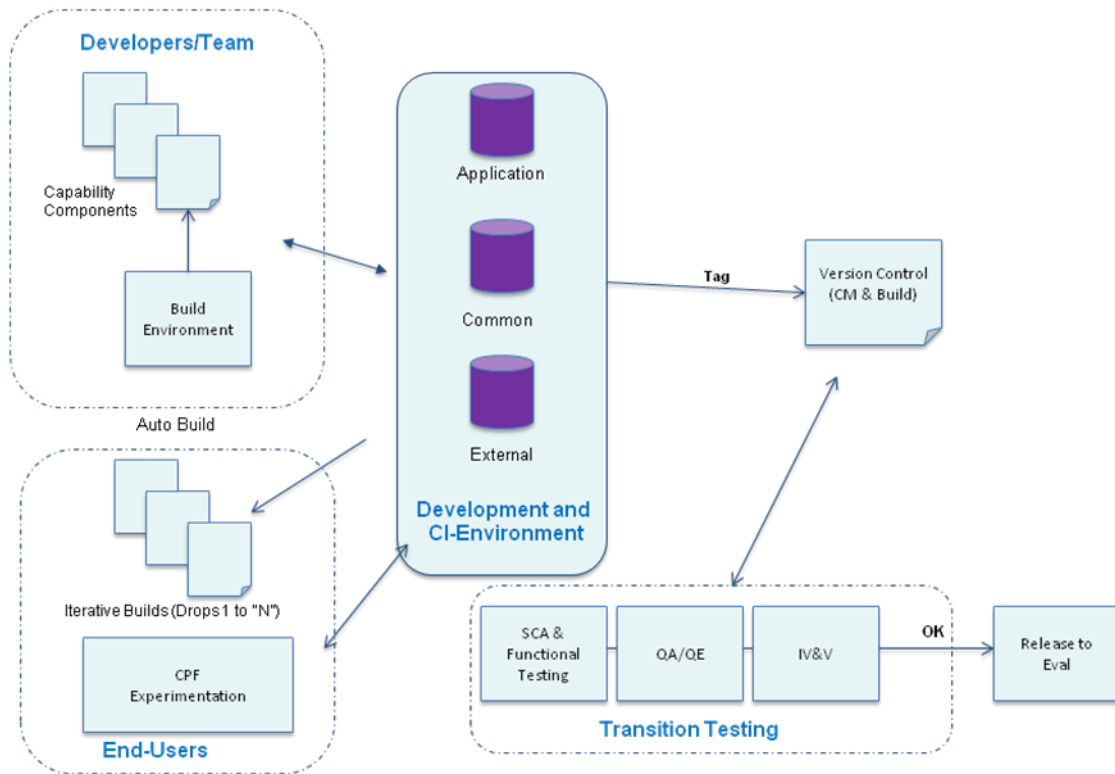 Developers/Team
Capability
Components
Build
Environment
Auto Build
Iterative Builds (Drops 1 to "N")
CPF
Experimentation
End-Users
Application
Common
External
Development and
CI-Environment
Tag
Version Control
(CM & Build)
SCA &
Functional
Testing
QA/QE
IV&V
OK
Release to
Eval
Transition Testing